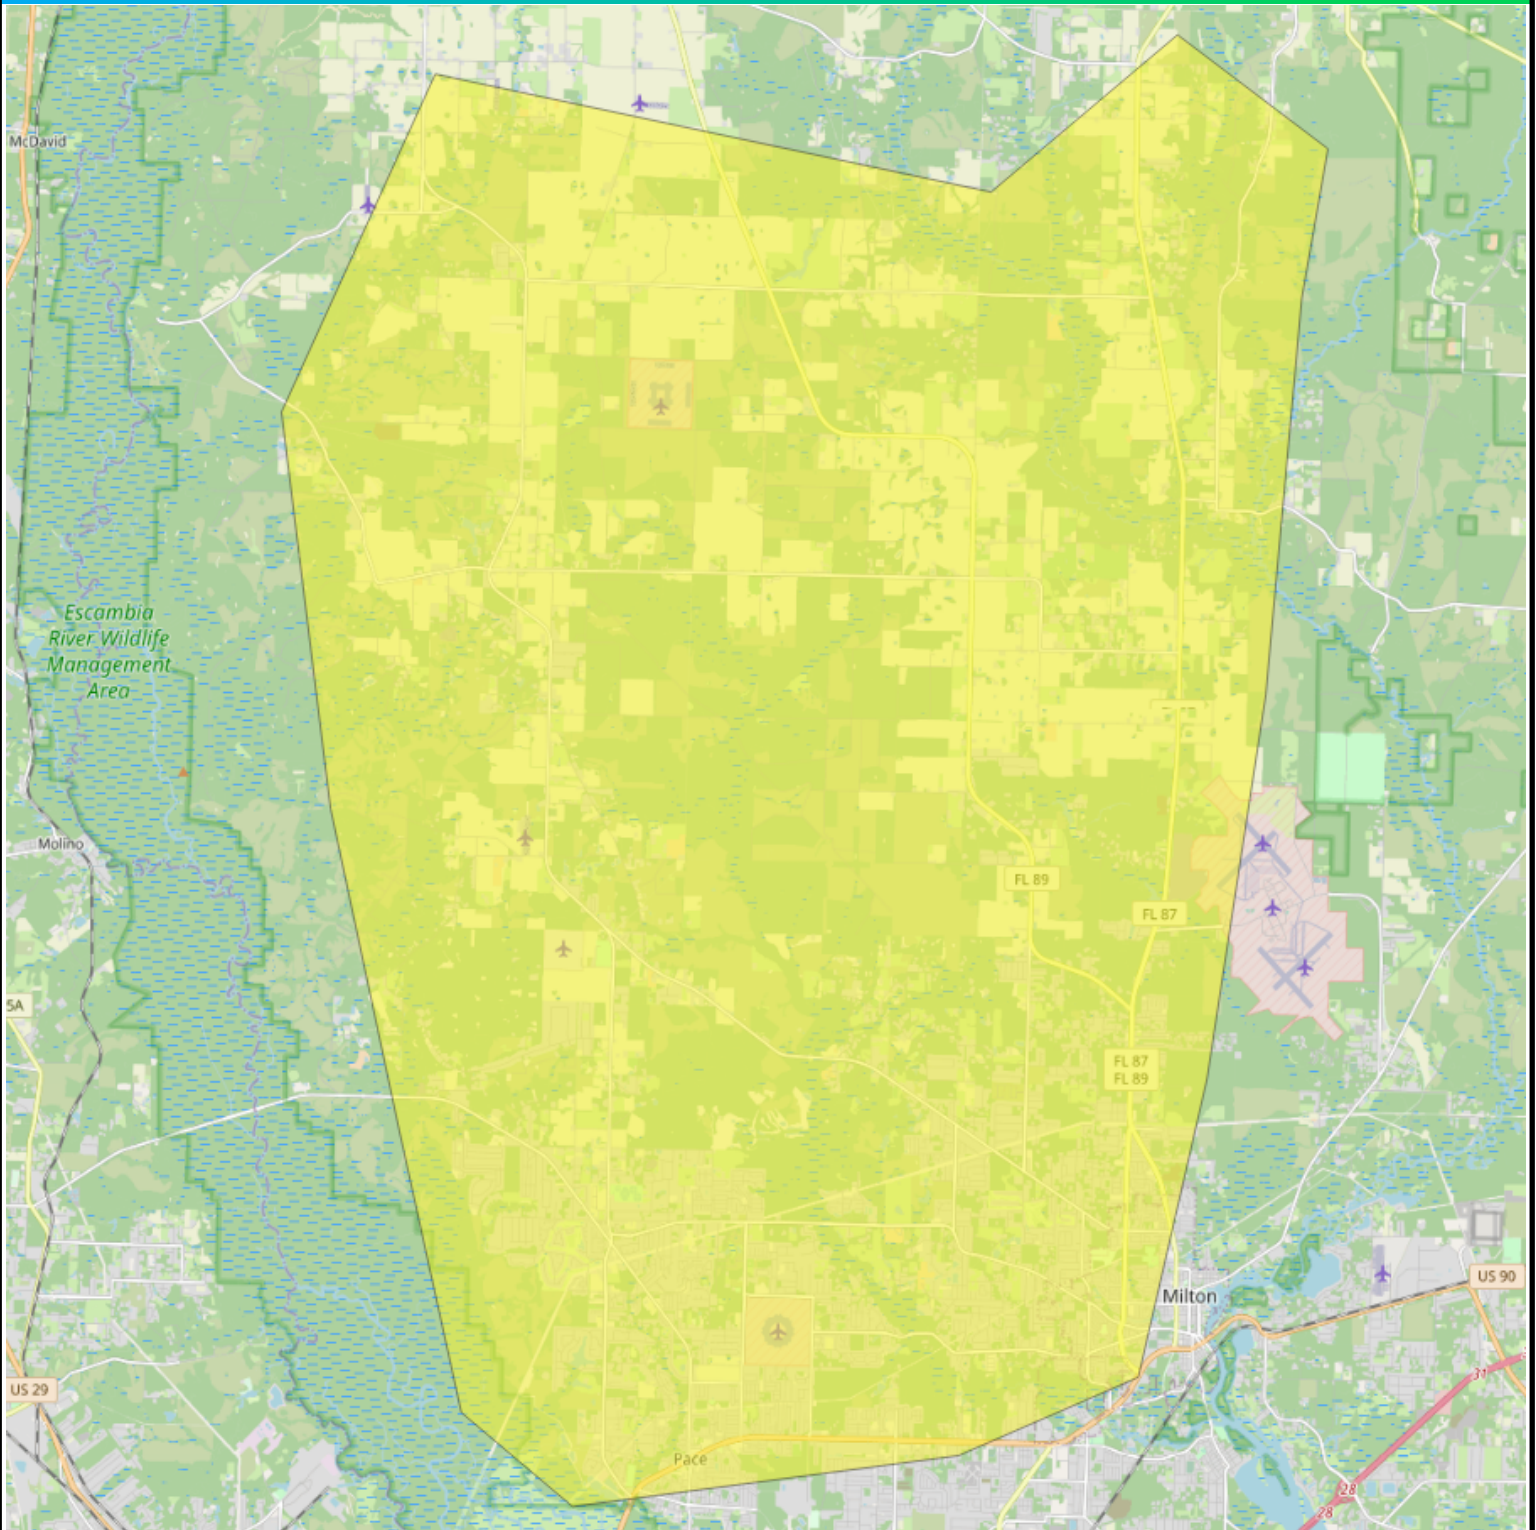 McDavid
Escambia
River Wildlife
Management
Area
Molino
FL 89
FL 87
5A
FL 87
FL 89
Milton
US 90
US 29
31
Pace
28
28